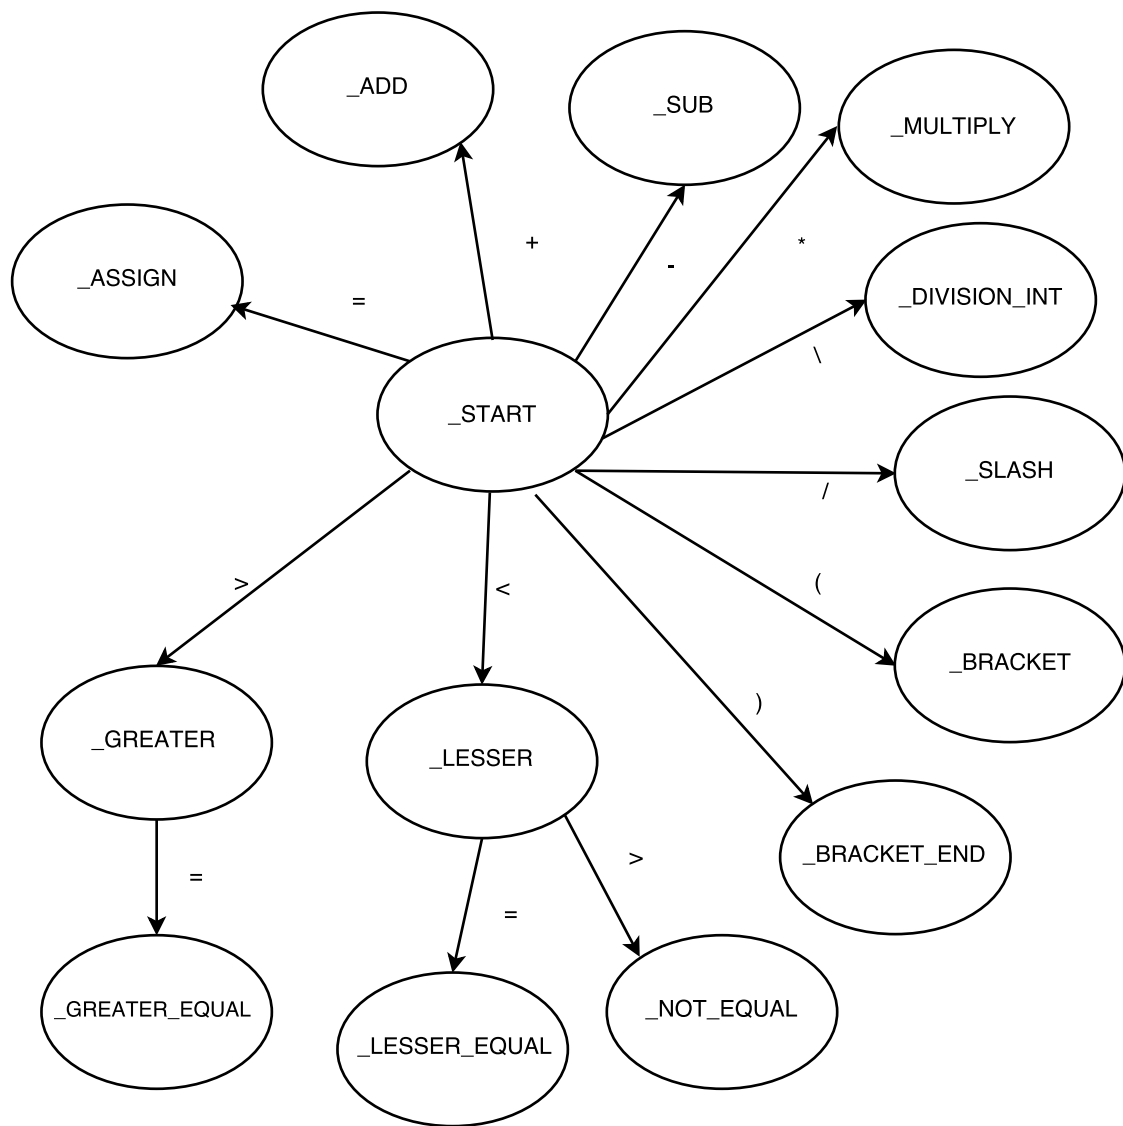 _ADD
_SUB
_MULTIPLY
+
-
*
_ASSIGN
=
_DIVISION_INT
\
_START
_SLASH
/
>
<
(
_BRACKET
)
_GREATER
_LESSER
_BRACKET_END
=
=
>
_GREATER_EQUAL
_LESSER_EQUAL
_NOT_EQUAL